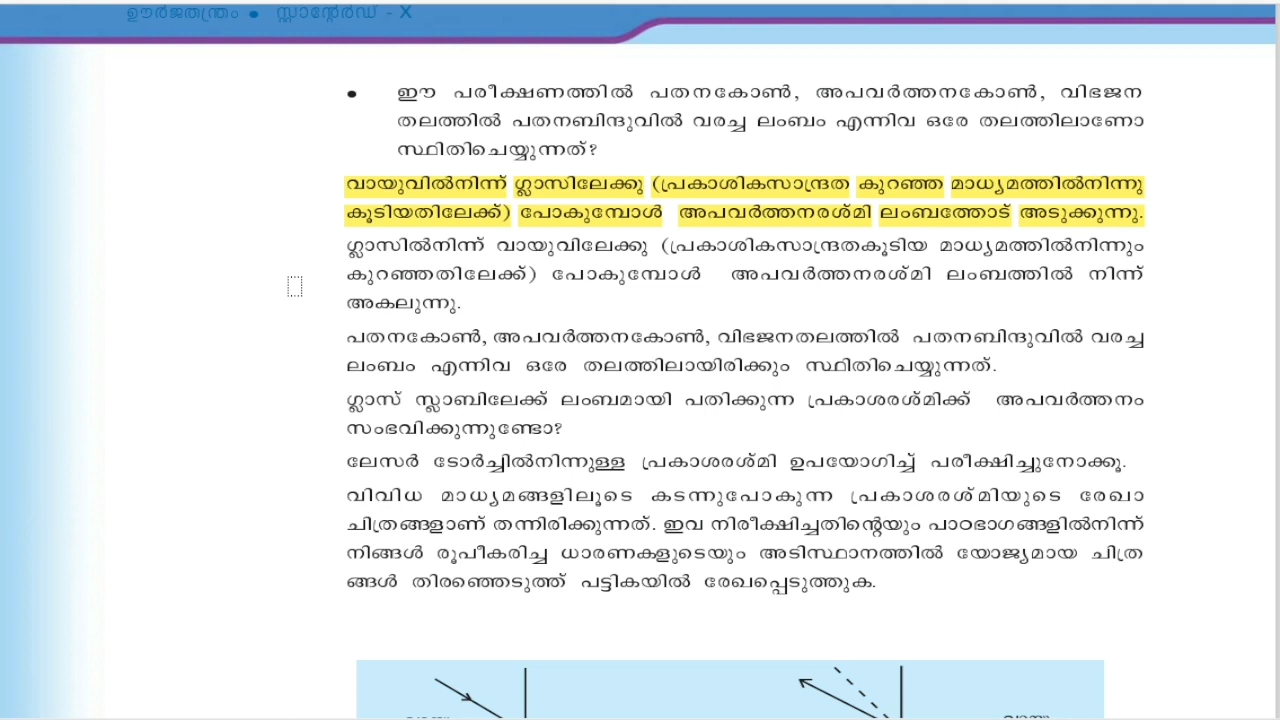 ഊർജതന്ത്രം ● സ്റ്റാന്റേർഡ് - X
● ഈ പരീക്ഷണത്തിൽ പതനകോൺ, അപവർത്തനകോൺ, വിഭജന
തലത്തിൽ പതനബിന്ദുവിൽ വരച്ച ലംബം എന്നിവ ഒരേ തലത്തിലാണോ
സ്ഥിതിചെയ്യുന്നത്?
വായുവിൽനിന്ന് ഗ്ലാസിലേക്കു (പ്രകാശികസാന്ദ്രത കുറഞ്ഞ മാധ്യമത്തിൽനിന്നു
കൂടിയതിലേക്ക്) പോകുമ്പോൾ അപവർത്തനരശ്മി ലംബത്തോട് അടുക്കുന്നു.
ഗ്ലാസിൽനിന്ന് വായുവിലേക്കു (പ്രകാശികസാന്ദ്രതകൂടിയ മാധ്യമത്തിൽനിന്നും
കുറഞ്ഞതിലേക്ക്) പോകുമ്പോൾ അപവർത്തനരശ്മി ലംബത്തിൽ നിന്ന്
അകലുന്നു.
പതനകോൺ, അപവർത്തനകോൺ, വിഭജനതലത്തിൽ പതനബിന്ദുവിൽ വരച്ച
ലംബം എന്നിവ ഒരേ തലത്തിലായിരിക്കും സ്ഥിതിചെയ്യുന്നത്.
ഗ്ലാസ് സ്ലാബിലേക്ക് ലംബമായി പതിക്കുന്ന പ്രകാശരശ്മിക്ക് അപവർത്തനം
സംഭവിക്കുന്നുണ്ടോ?
ലേസർ ടോർച്ചിൽനിന്നുള്ള പ്രകാശരശ്മി ഉപയോഗിച്ച് പരീക്ഷിച്ചുനോക്കൂ.
വിവിധ മാധ്യമങ്ങളിലൂടെ കടന്നുപോകുന്ന പ്രകാശരശ്മിയുടെ രേഖാ
ചിത്രങ്ങളാണ് തന്നിരിക്കുന്നത്. ഇവ നിരീക്ഷിച്ചതിന്റെയും പാഠഭാഗങ്ങളിൽനിന്ന്
നിങ്ങൾ രൂപീകരിച്ച ധാരണകളുടെയും അടിസ്ഥാനത്തിൽ യോജ്യമായ ചിത്ര
ങ്ങൾ തിരഞ്ഞെടുത്ത് പട്ടികയിൽ രേഖപ്പെടുത്തുക.